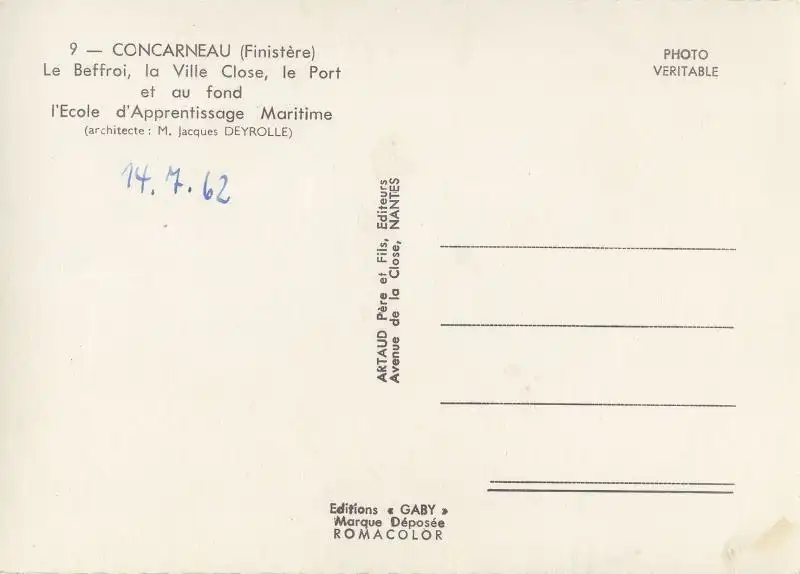 9 — CONCARNEAU (Finistère)
Le Beffroi, la Ville Close, le Port
et au fond
l'Ecole d'Apprentissage Maritime
(architecte : M. Jacques DEYROLLE)
14.7.62
PHOTO
VERITABLE
ARTAUD Père et Fils, Editeurs
Avenue de la Close, NANTES
Editions « GABY »
Marque Déposée
ROMACOLOR